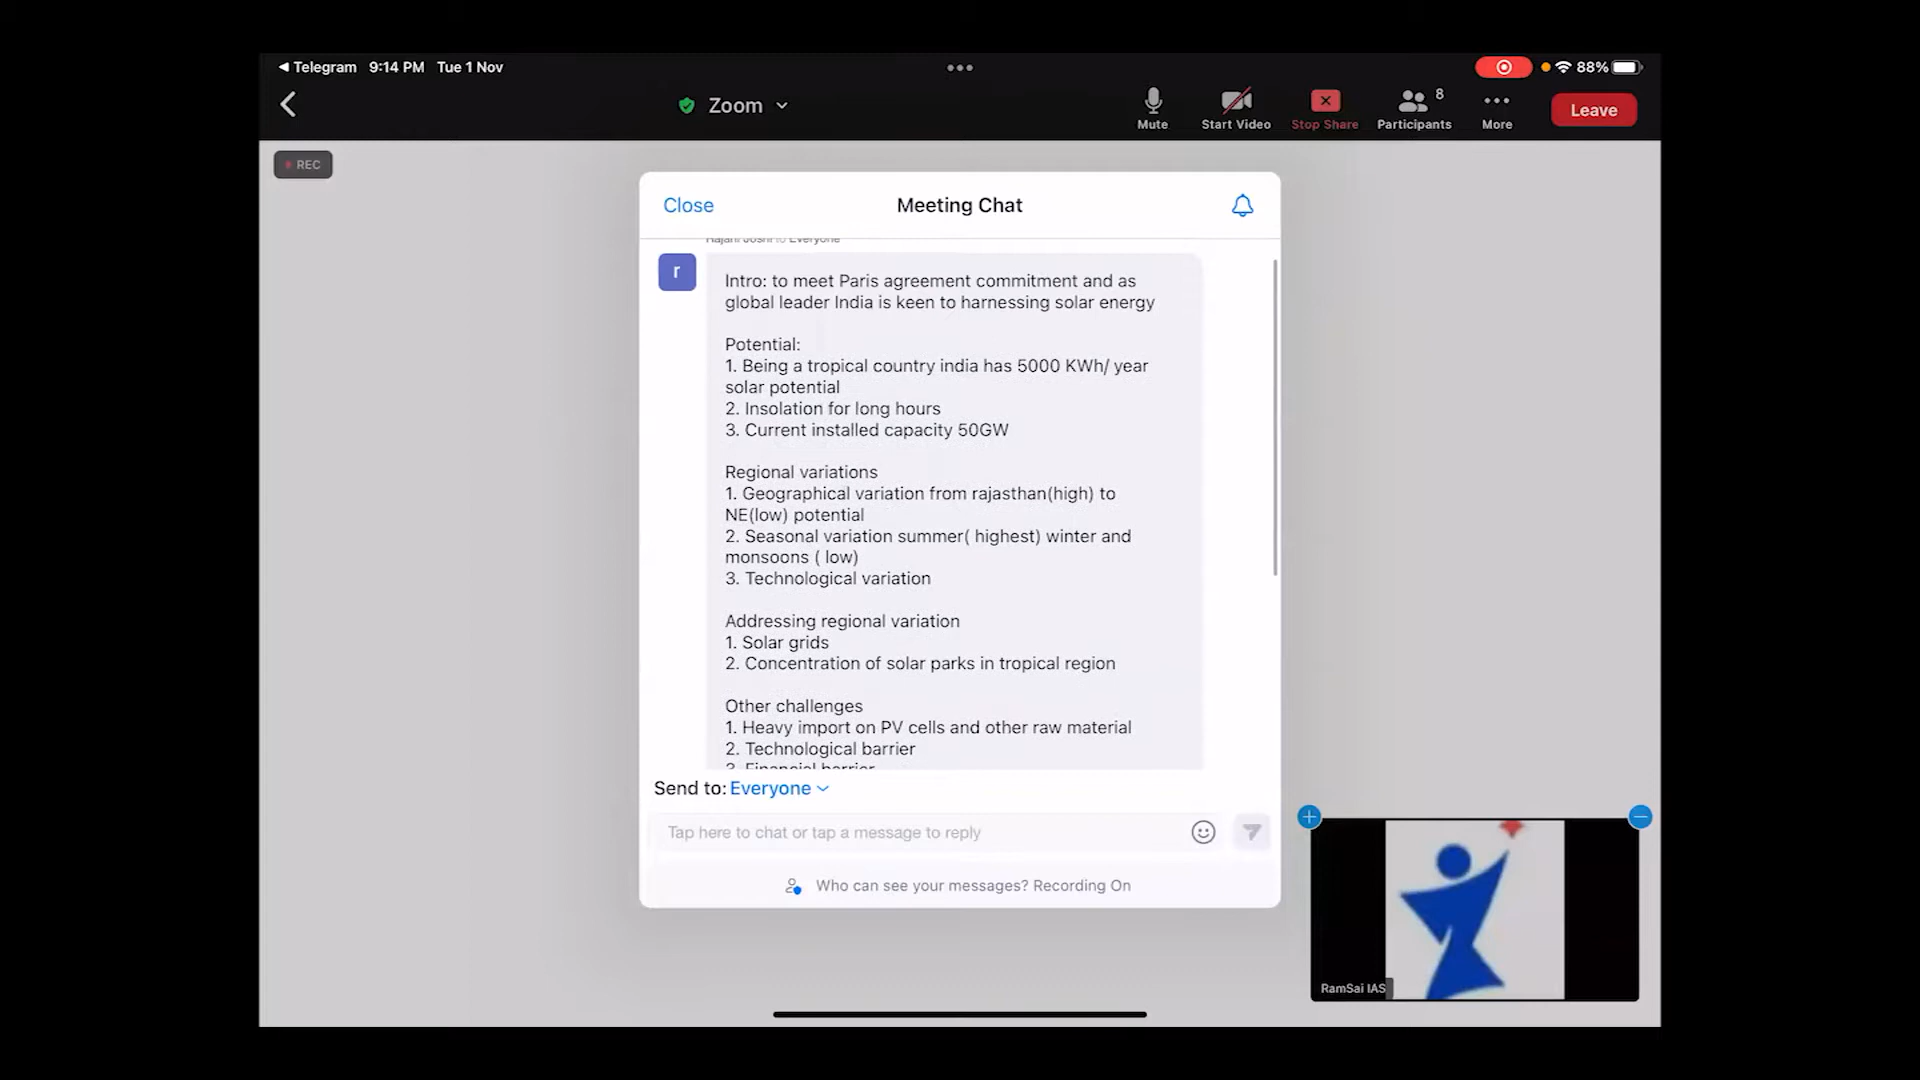 Telegram 9:14 PM Tue 1 Nov
88%
Zoom
Mute
Start Video
Stop Share
8
Participants
More
Leave
REC
Close
Meeting Chat
Rajani Joshi to Everyone
r
Intro: to meet Paris agreement commitment and as
global leader India is keen to harnessing solar energy
Potential:
1. Being a tropical country india has 5000 KWh/ year
solar potential
2. Insolation for long hours
3. Current installed capacity 50GW
Regional variations
1. Geographical variation from rajasthan(high) to
NE(low) potential
2. Seasonal variation summer( highest) winter and
monsoons ( low)
3. Technological variation
Addressing regional variation
1. Solar grids
2. Concentration of solar parks in tropical region
Other challenges
1. Heavy import on PV cells and other raw material
2. Technological barrier
3. Financial barrier
Send to: Everyone
Tap here to chat or tap a message to reply
Who can see your messages? Recording On
RamSai IAS